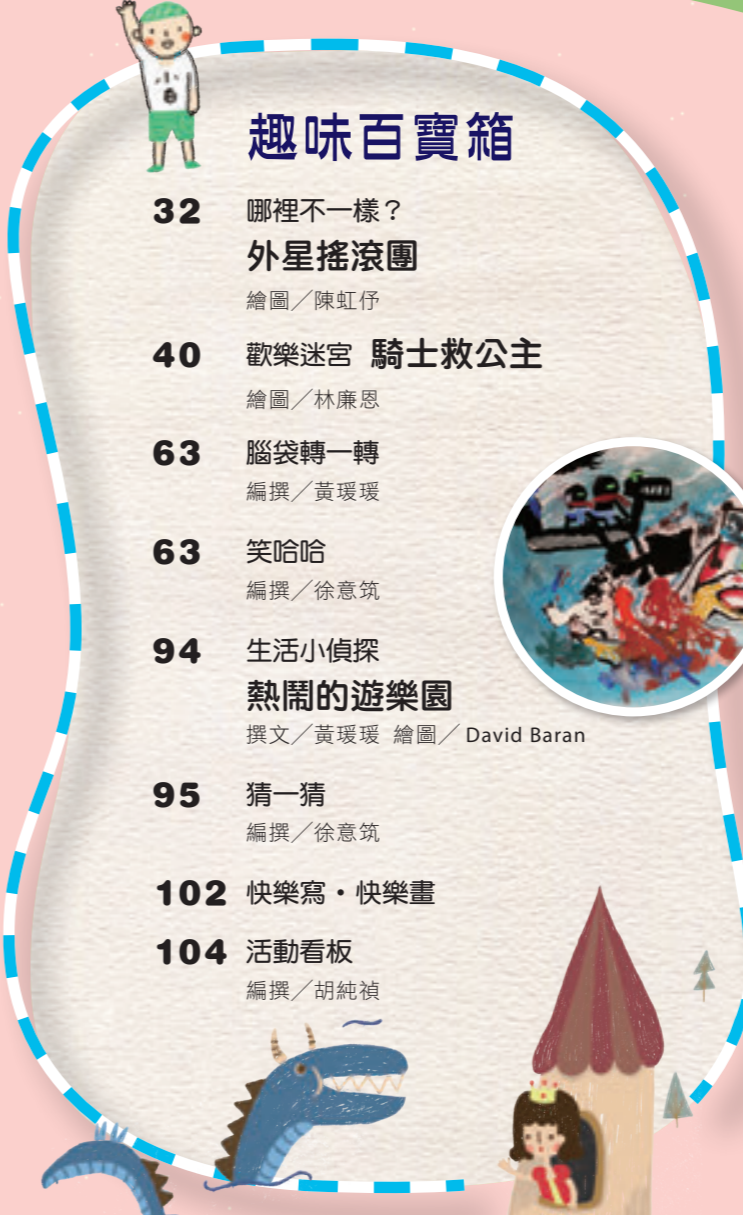 趣味百寶箱
32 哪裡不一樣？
外星搖滾團
繪圖／陳虹伃
40 歡樂迷宮 騎士救公主
繪圖／林廉恩
63 腦袋轉一轉
編撰／黃瑗瑗
63 笑哈哈
編撰／徐意筑
94 生活小偵探
熱鬧的遊樂園
撰文／黃瑗瑗 繪圖／David Baran
95 猜一猜
編撰／徐意筑
102 快樂寫・快樂畫
104 活動看板
編撰／胡純禎